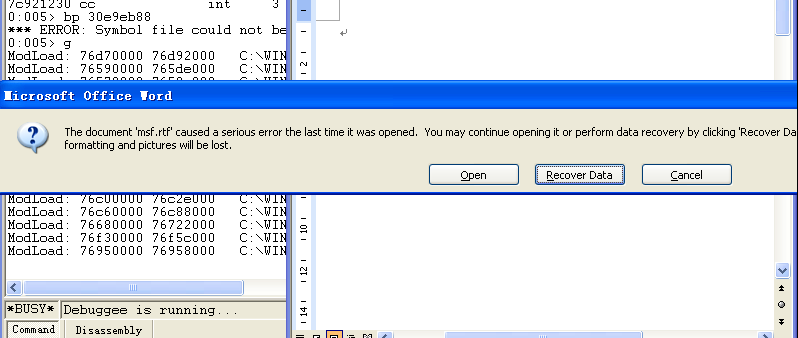 7c921230 cc int 3
0:005> bp 30e9eb88
*** ERROR: Symbol file could not be
0:005> g
ModLoad: 76d70000 76d92000 C:\WIN
ModLoad: 76590000 765de000 C:\WIN
Microsoft Office Word
The document 'msf.rtf' caused a serious error the last time it was opened. You may continue opening it or perform data recovery by clicking 'Recover Da
formatting and pictures will be lost.
Open Recover Data Cancel
ModLoad: 76c00000 76c2e000 C:\WIN
ModLoad: 76c60000 76c88000 C:\WIN
ModLoad: 76680000 76722000 C:\WIN
ModLoad: 76f30000 76f5c000 C:\WIN
ModLoad: 76950000 76958000 C:\WIN
2
10
12
14
*BUSY* Debuggee is running...
Command Disassembly